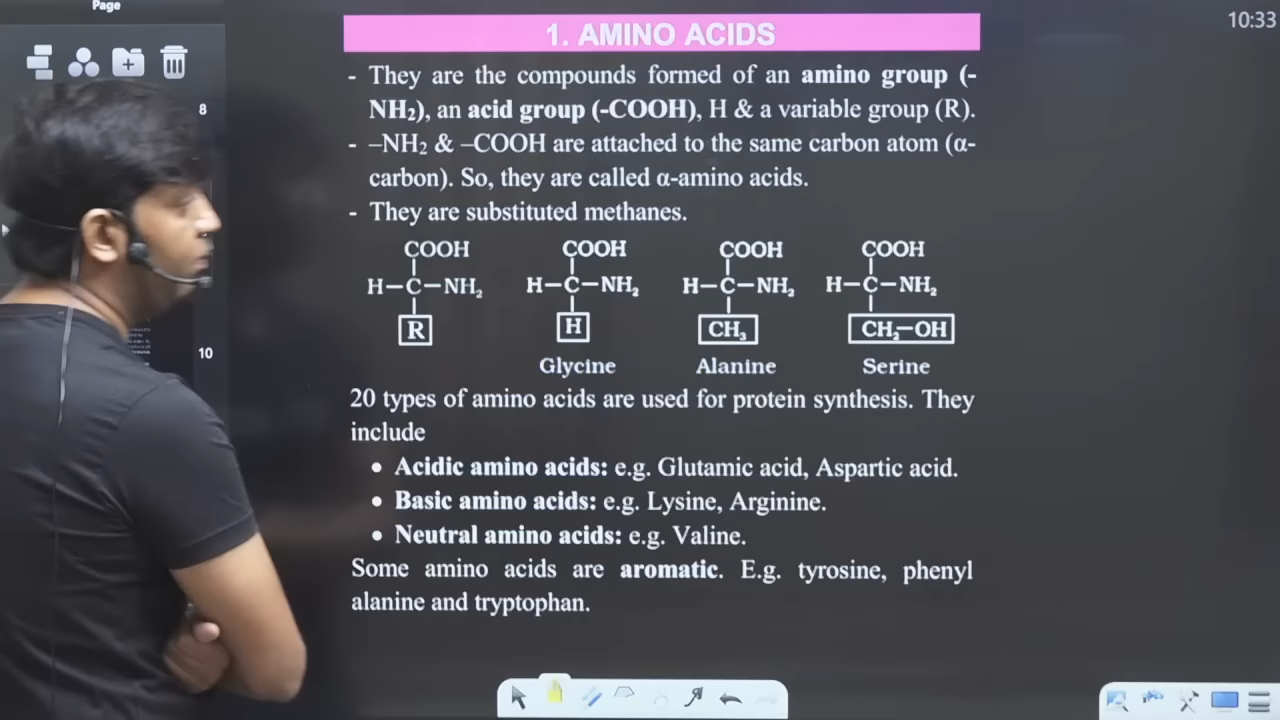 Page
10:33
8
10
1. AMINO ACIDS
- They are the compounds formed of an amino group (-
NH₂), an acid group (-COOH), H & a variable group (R).
- –NH₂ & –COOH are attached to the same carbon atom (α-
carbon). So, they are called α-amino acids.
- They are substituted methanes.
COOH COOH COOH COOH
H–C–NH₂ H–C–NH₂ H–C–NH₂ H–C–NH₂
R H CH₃ CH₂–OH
Glycine Alanine Serine
20 types of amino acids are used for protein synthesis. They
include
• Acidic amino acids: e.g. Glutamic acid, Aspartic acid.
• Basic amino acids: e.g. Lysine, Arginine.
• Neutral amino acids: e.g. Valine.
Some amino acids are aromatic. E.g. tyrosine, phenyl
alanine and tryptophan.